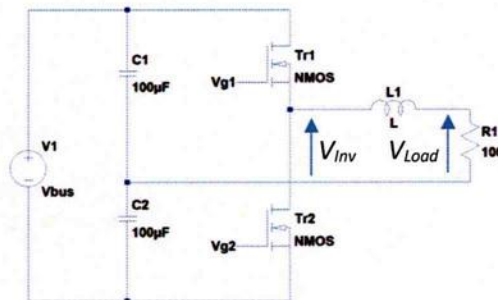 C1
100µF
Tr1
Vg1
NMOS
L1
L
V1
V_Inv
V_Load
R1
Vbus
C2
100µF
Tr2
Vg2
NMOS